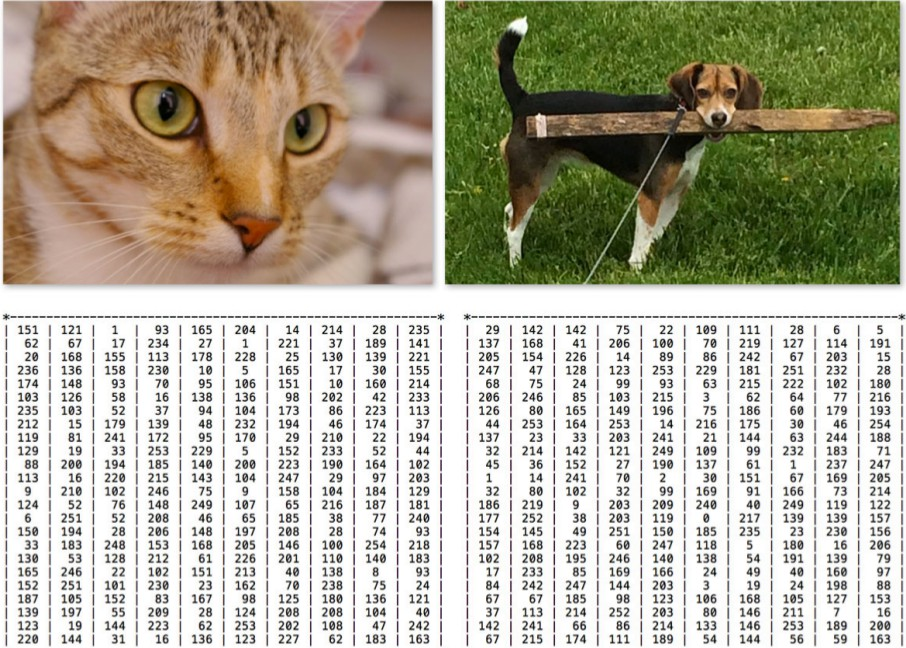 *--------------------------------------------------------*
| 151 | 121 | 1 | 93 | 165 | 204 | 14 | 214 | 28 | 235 |
| 62 | 67 | 17 | 234 | 27 | 1 | 221 | 37 | 189 | 141 |
| 20 | 168 | 155 | 113 | 178 | 228 | 25 | 130 | 139 | 221 |
| 236 | 136 | 158 | 230 | 10 | 5 | 165 | 17 | 30 | 155 |
| 174 | 148 | 93 | 70 | 95 | 106 | 151 | 10 | 160 | 214 |
| 103 | 126 | 58 | 16 | 138 | 136 | 98 | 202 | 42 | 233 |
| 235 | 103 | 52 | 37 | 94 | 104 | 173 | 86 | 223 | 113 |
| 212 | 15 | 179 | 139 | 48 | 232 | 194 | 46 | 174 | 37 |
| 119 | 81 | 241 | 172 | 95 | 170 | 29 | 210 | 22 | 194 |
| 129 | 19 | 33 | 253 | 229 | 5 | 152 | 233 | 52 | 44 |
| 88 | 200 | 194 | 185 | 140 | 200 | 223 | 190 | 164 | 102 |
| 113 | 16 | 220 | 215 | 143 | 104 | 247 | 29 | 97 | 203 |
| 9 | 210 | 102 | 246 | 75 | 9 | 158 | 104 | 184 | 129 |
| 124 | 52 | 76 | 148 | 249 | 107 | 65 | 216 | 187 | 181 |
| 6 | 251 | 52 | 208 | 46 | 65 | 185 | 38 | 77 | 240 |
| 150 | 194 | 28 | 206 | 148 | 197 | 208 | 28 | 74 | 93 |
| 33 | 183 | 248 | 153 | 168 | 205 | 146 | 100 | 254 | 218 |
| 130 | 53 | 128 | 212 | 61 | 226 | 201 | 110 | 140 | 183 |
| 165 | 246 | 22 | 102 | 151 | 213 | 40 | 138 | 8 | 93 |
| 152 | 251 | 101 | 230 | 23 | 162 | 70 | 238 | 75 | 24 |
| 187 | 105 | 152 | 83 | 167 | 98 | 125 | 180 | 136 | 121 |
| 139 | 197 | 55 | 209 | 28 | 124 | 208 | 208 | 104 | 40 |
| 123 | 19 | 144 | 223 | 62 | 253 | 202 | 108 | 47 | 242 |
| 220 | 144 | 31 | 16 | 136 | 123 | 227 | 62 | 183 | 163 |
*--------------------------------------------------------*
| 29 | 142 | 142 | 75 | 22 | 109 | 111 | 28 | 6 | 5 |
| 137 | 168 | 41 | 206 | 100 | 70 | 219 | 127 | 114 | 191 |
| 205 | 154 | 226 | 14 | 89 | 86 | 242 | 67 | 203 | 15 |
| 247 | 47 | 128 | 123 | 253 | 229 | 181 | 251 | 232 | 28 |
| 68 | 75 | 24 | 99 | 93 | 63 | 215 | 222 | 102 | 180 |
| 206 | 246 | 85 | 103 | 215 | 3 | 62 | 64 | 77 | 216 |
| 126 | 80 | 165 | 149 | 196 | 75 | 186 | 60 | 179 | 193 |
| 44 | 253 | 164 | 253 | 14 | 216 | 175 | 30 | 46 | 254 |
| 137 | 23 | 33 | 203 | 241 | 21 | 144 | 63 | 244 | 188 |
| 32 | 214 | 142 | 121 | 249 | 109 | 99 | 232 | 183 | 71 |
| 45 | 36 | 152 | 27 | 190 | 137 | 61 | 1 | 237 | 247 |
| 1 | 14 | 241 | 70 | 2 | 30 | 151 | 67 | 169 | 205 |
| 32 | 80 | 102 | 32 | 99 | 169 | 91 | 166 | 73 | 214 |
| 186 | 219 | 9 | 203 | 209 | 240 | 40 | 249 | 119 | 122 |
| 177 | 252 | 38 | 203 | 119 | 0 | 217 | 139 | 139 | 157 |
| 154 | 145 | 49 | 251 | 150 | 185 | 235 | 23 | 230 | 156 |
| 157 | 168 | 223 | 60 | 247 | 118 | 5 | 180 | 16 | 206 |
| 102 | 208 | 195 | 246 | 140 | 138 | 54 | 191 | 139 | 79 |
| 17 | 233 | 85 | 169 | 166 | 24 | 49 | 40 | 160 | 97 |
| 84 | 242 | 247 | 144 | 203 | 3 | 19 | 24 | 198 | 88 |
| 67 | 67 | 185 | 98 | 123 | 106 | 168 | 105 | 127 | 153 |
| 37 | 113 | 214 | 252 | 203 | 80 | 146 | 211 | 7 | 16 |
| 142 | 241 | 66 | 86 | 214 | 133 | 146 | 253 | 189 | 200 |
| 67 | 215 | 174 | 111 | 189 | 54 | 144 | 56 | 59 | 163 |